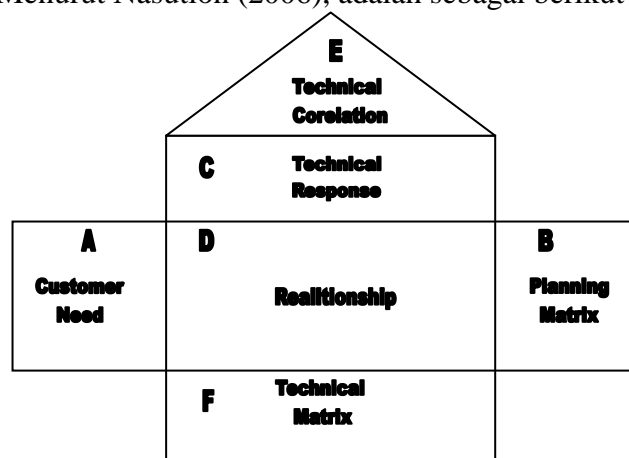 Menurut Nasution (2006), adalah sebagai berikut
E
Technical
Corelation
C
Technical
Response
A
Customer
Need
D
Realitionship
B
Planning
Matrix
F
Technical
Matrix